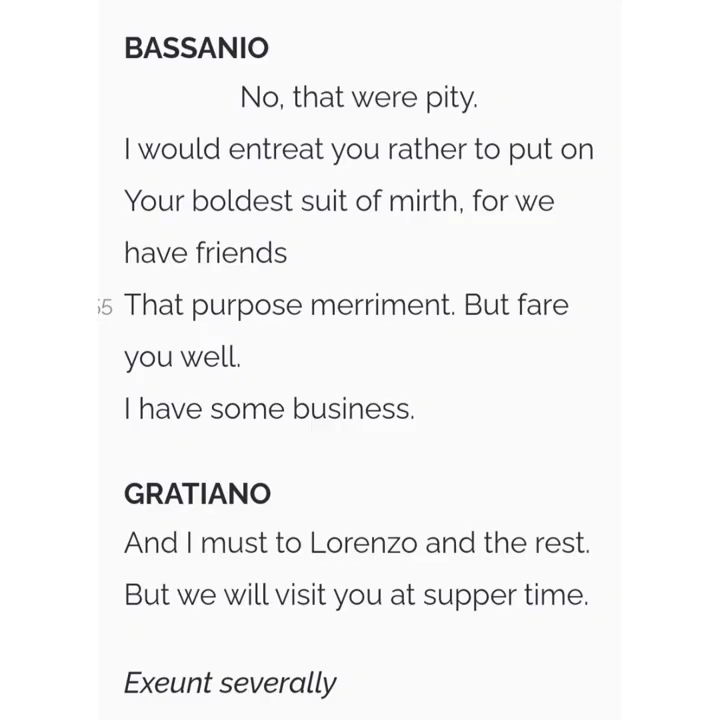 BASSANIO
No, that were pity.
I would entreat you rather to put on
Your boldest suit of mirth, for we
have friends
That purpose merriment. But fare
you well.
I have some business.
GRATIANO
And I must to Lorenzo and the rest.
But we will visit you at supper time.
Exeunt severally